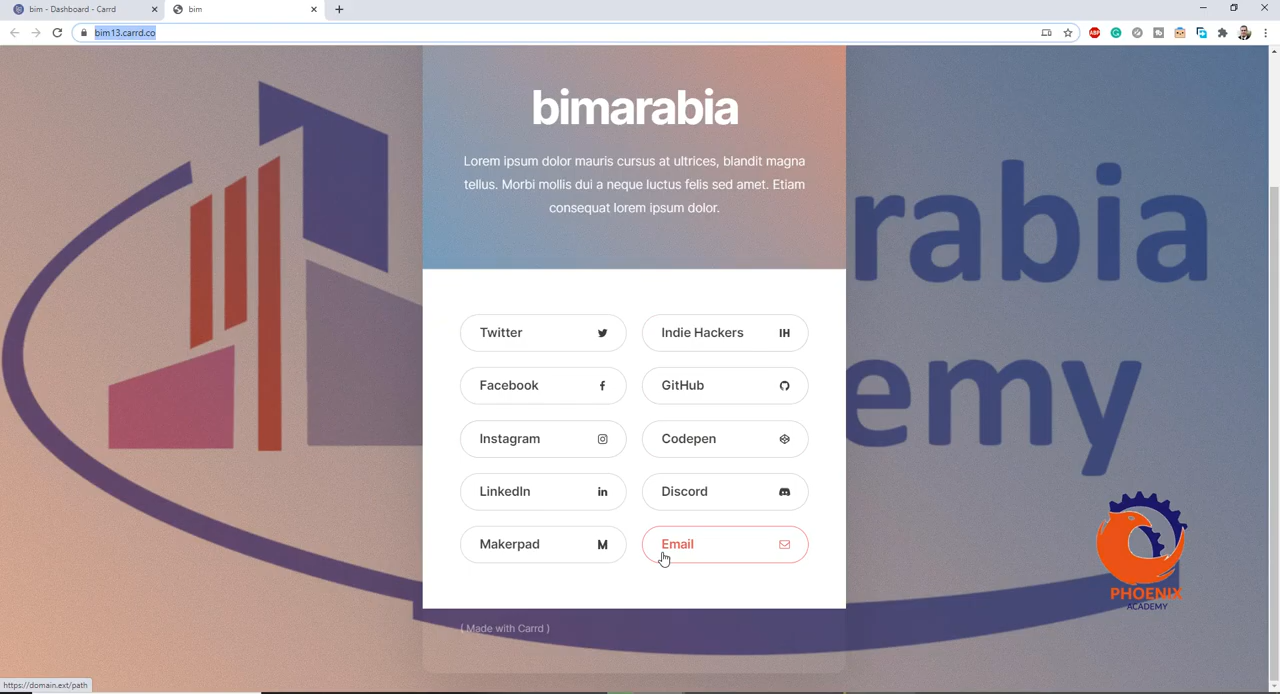 bim - Dashboard - Carrd
bim
bim13.carrd.co
ABP
bimarabia
Lorem ipsum dolor mauris cursus at ultrices, blandit magna
tellus. Morbi mollis dui a neque luctus felis sed amet. Etiam
consequat lorem ipsum dolor.
rabia
emy
Twitter
Indie Hackers IH
Facebook
GitHub
Instagram
Codepen
LinkedIn in
Discord
Makerpad M
Email
PHOENIX
ACADEMY
( Made with Carrd )
https://domain.ext/path